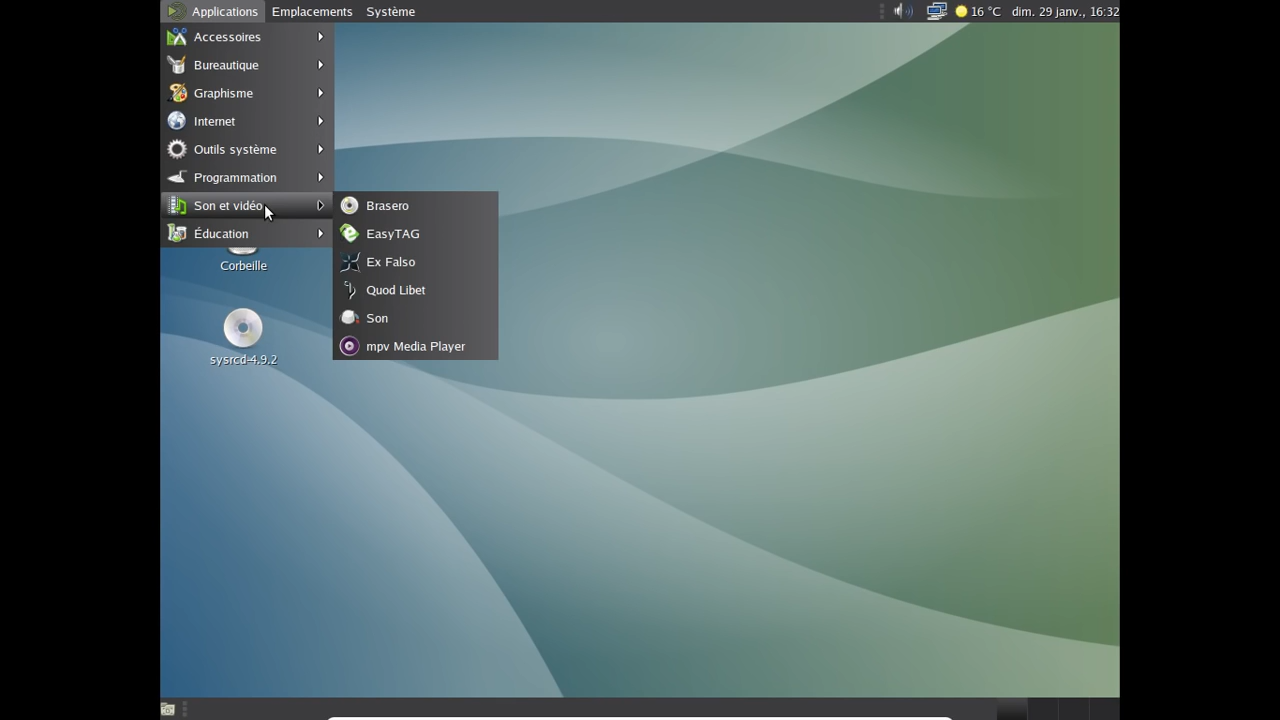 Applications Emplacements Système 16 °C dim. 29 janv., 16:32
Accessoires
Bureautique
Graphisme
Internet
Outils système
Programmation
Son et vidéo
Éducation
Brasero
EasyTAG
Ex Falso
Quod Libet
Son
mpv Media Player
Corbeille
sysrcd-4.9.2